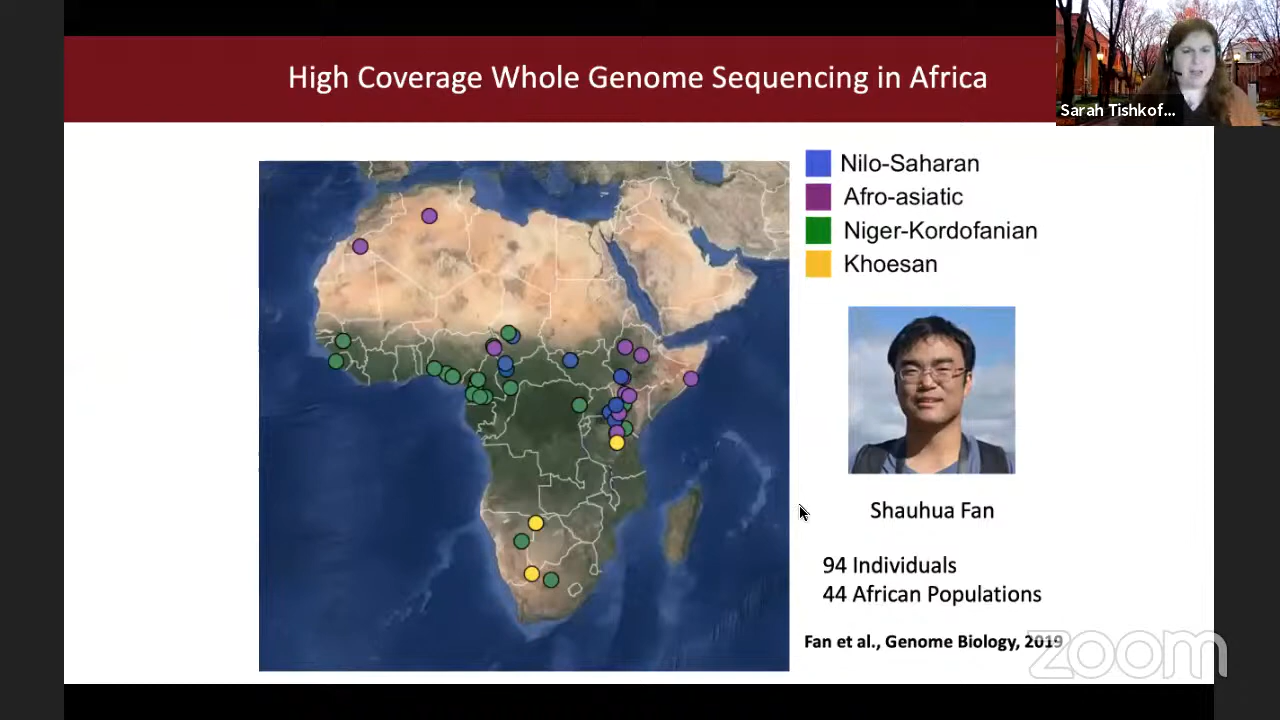 High Coverage Whole Genome Sequencing in Africa
Sarah Tishkof...
Nilo-Saharan
Afro-asiatic
Niger-Kordofanian
Khoesan
Shauhua Fan
94 Individuals
44 African Populations
Fan et al., Genome Biology, 2019
zoom